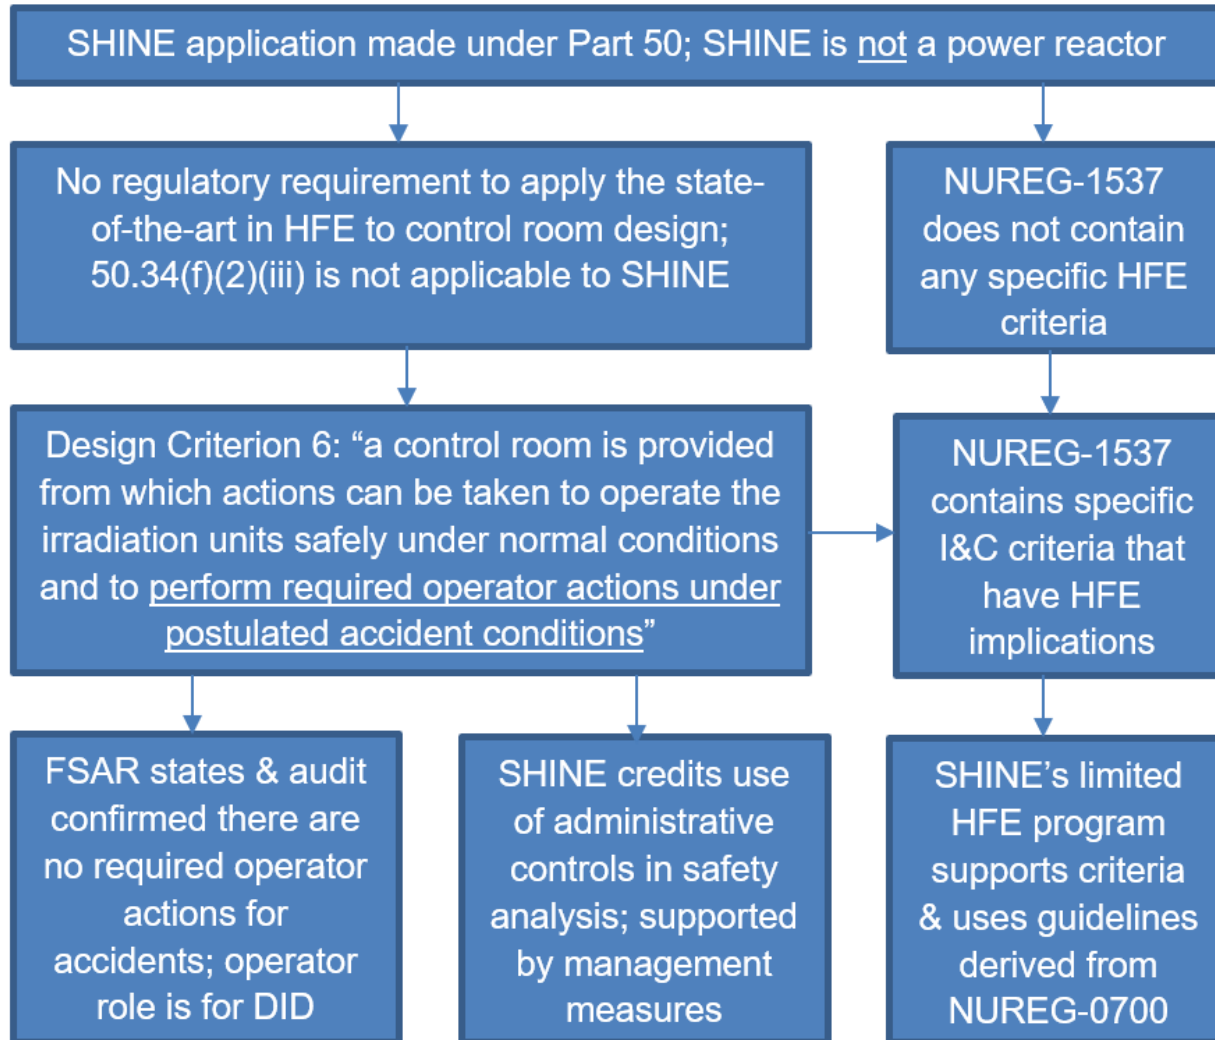 SHINE application made under Part 50; SHINE is not a power reactor
No regulatory requirement to apply the state-
of-the-art in HFE to control room design;
50.34(f)(2)(iii) is not applicable to SHINE
NUREG-1537
does not contain
any specific HFE
criteria
Design Criterion 6: “a control room is provided
from which actions can be taken to operate the
irradiation units safely under normal conditions
and to perform required operator actions under
postulated accident conditions”
NUREG-1537
contains specific
I&C criteria that
have HFE
implications
FSAR states & audit
confirmed there are
no required operator
actions for
accidents; operator
role is for DID
SHINE credits use
of administrative
controls in safety
analysis; supported
by management
measures
SHINE’s limited
HFE program
supports criteria
& uses guidelines
derived from
NUREG-0700